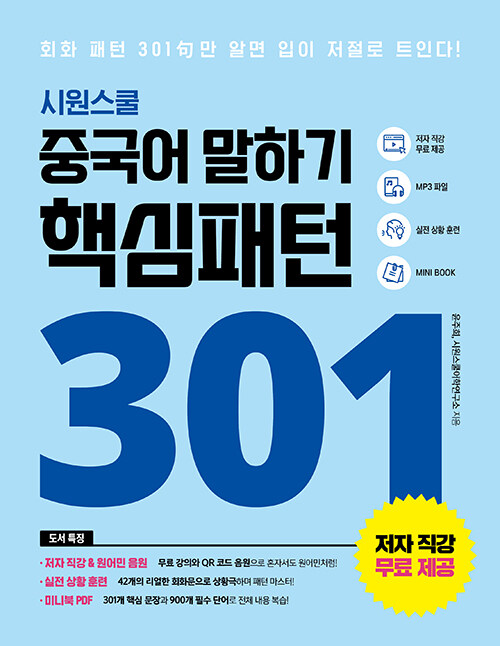 회화 패턴 301句만 알면 입이 저절로 트인다!
시원스쿨
중국어 말하기
핵심패턴
301
저자 직강
무료 제공
MP3 파일
실전 상황 훈련
MINI BOOK
윤주희, 시원스쿨어학연구소 지음
도서 특징
• 저자 직강 & 원어민 음원 무료 강의와 QR 코드 음원으로 혼자서도 원어민처럼!
• 실전 상황 훈련 42개의 리얼한 회화문으로 상황극하며 패턴 마스터!
• 미니북 PDF 301개 핵심 문장과 900개 필수 단어로 전체 내용 복습!
저자 직강
무료 제공